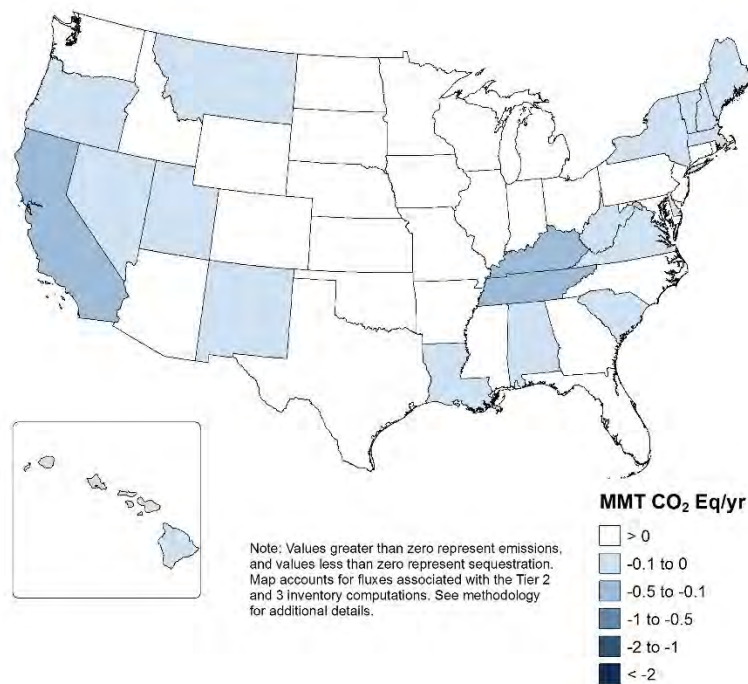 MMT CO₂ Eq/yr
> 0
-0.1 to 0
-0.5 to -0.1
-1 to -0.5
-2 to -1
< -2
Note: Values greater than zero represent emissions,
and values less than zero represent sequestration.
Map accounts for fluxes associated with the Tier 2
and 3 inventory computations. See methodology
for additional details.